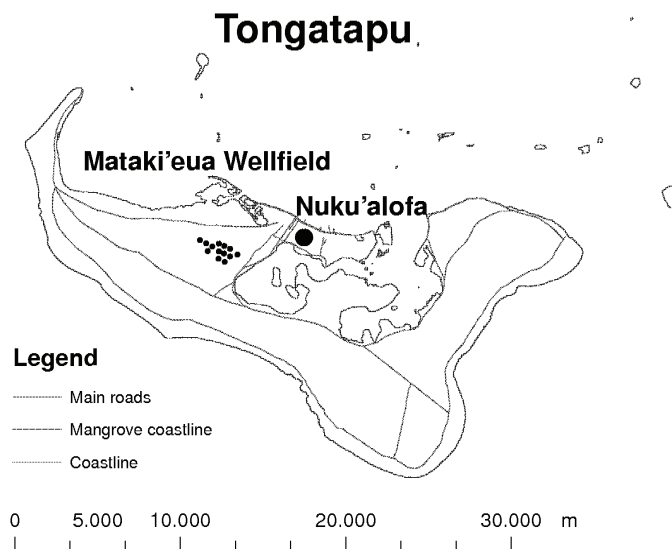 Tongatapu
Mataki'eua Wellfield
Nuku'alofa
Legend
Main roads
Mangrove coastline
Coastline
0 5.000 10.000 20.000 30.000 m